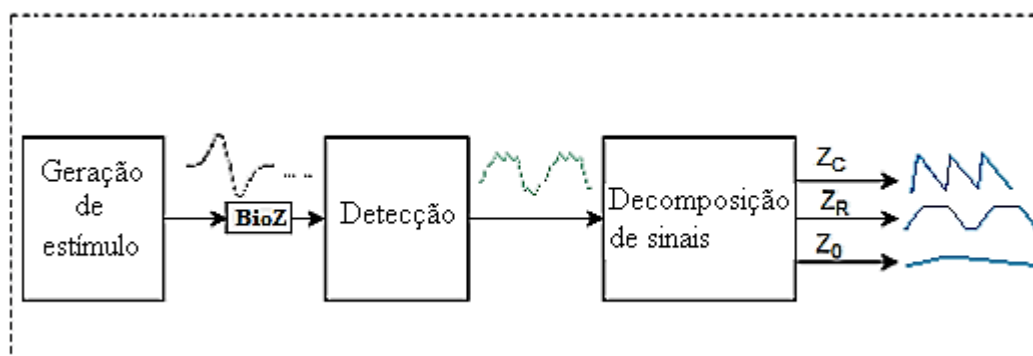 Geração
de
estímulo
BioZ
Detecção
Decomposição
de sinais
Z_C
Z_R
Z_0